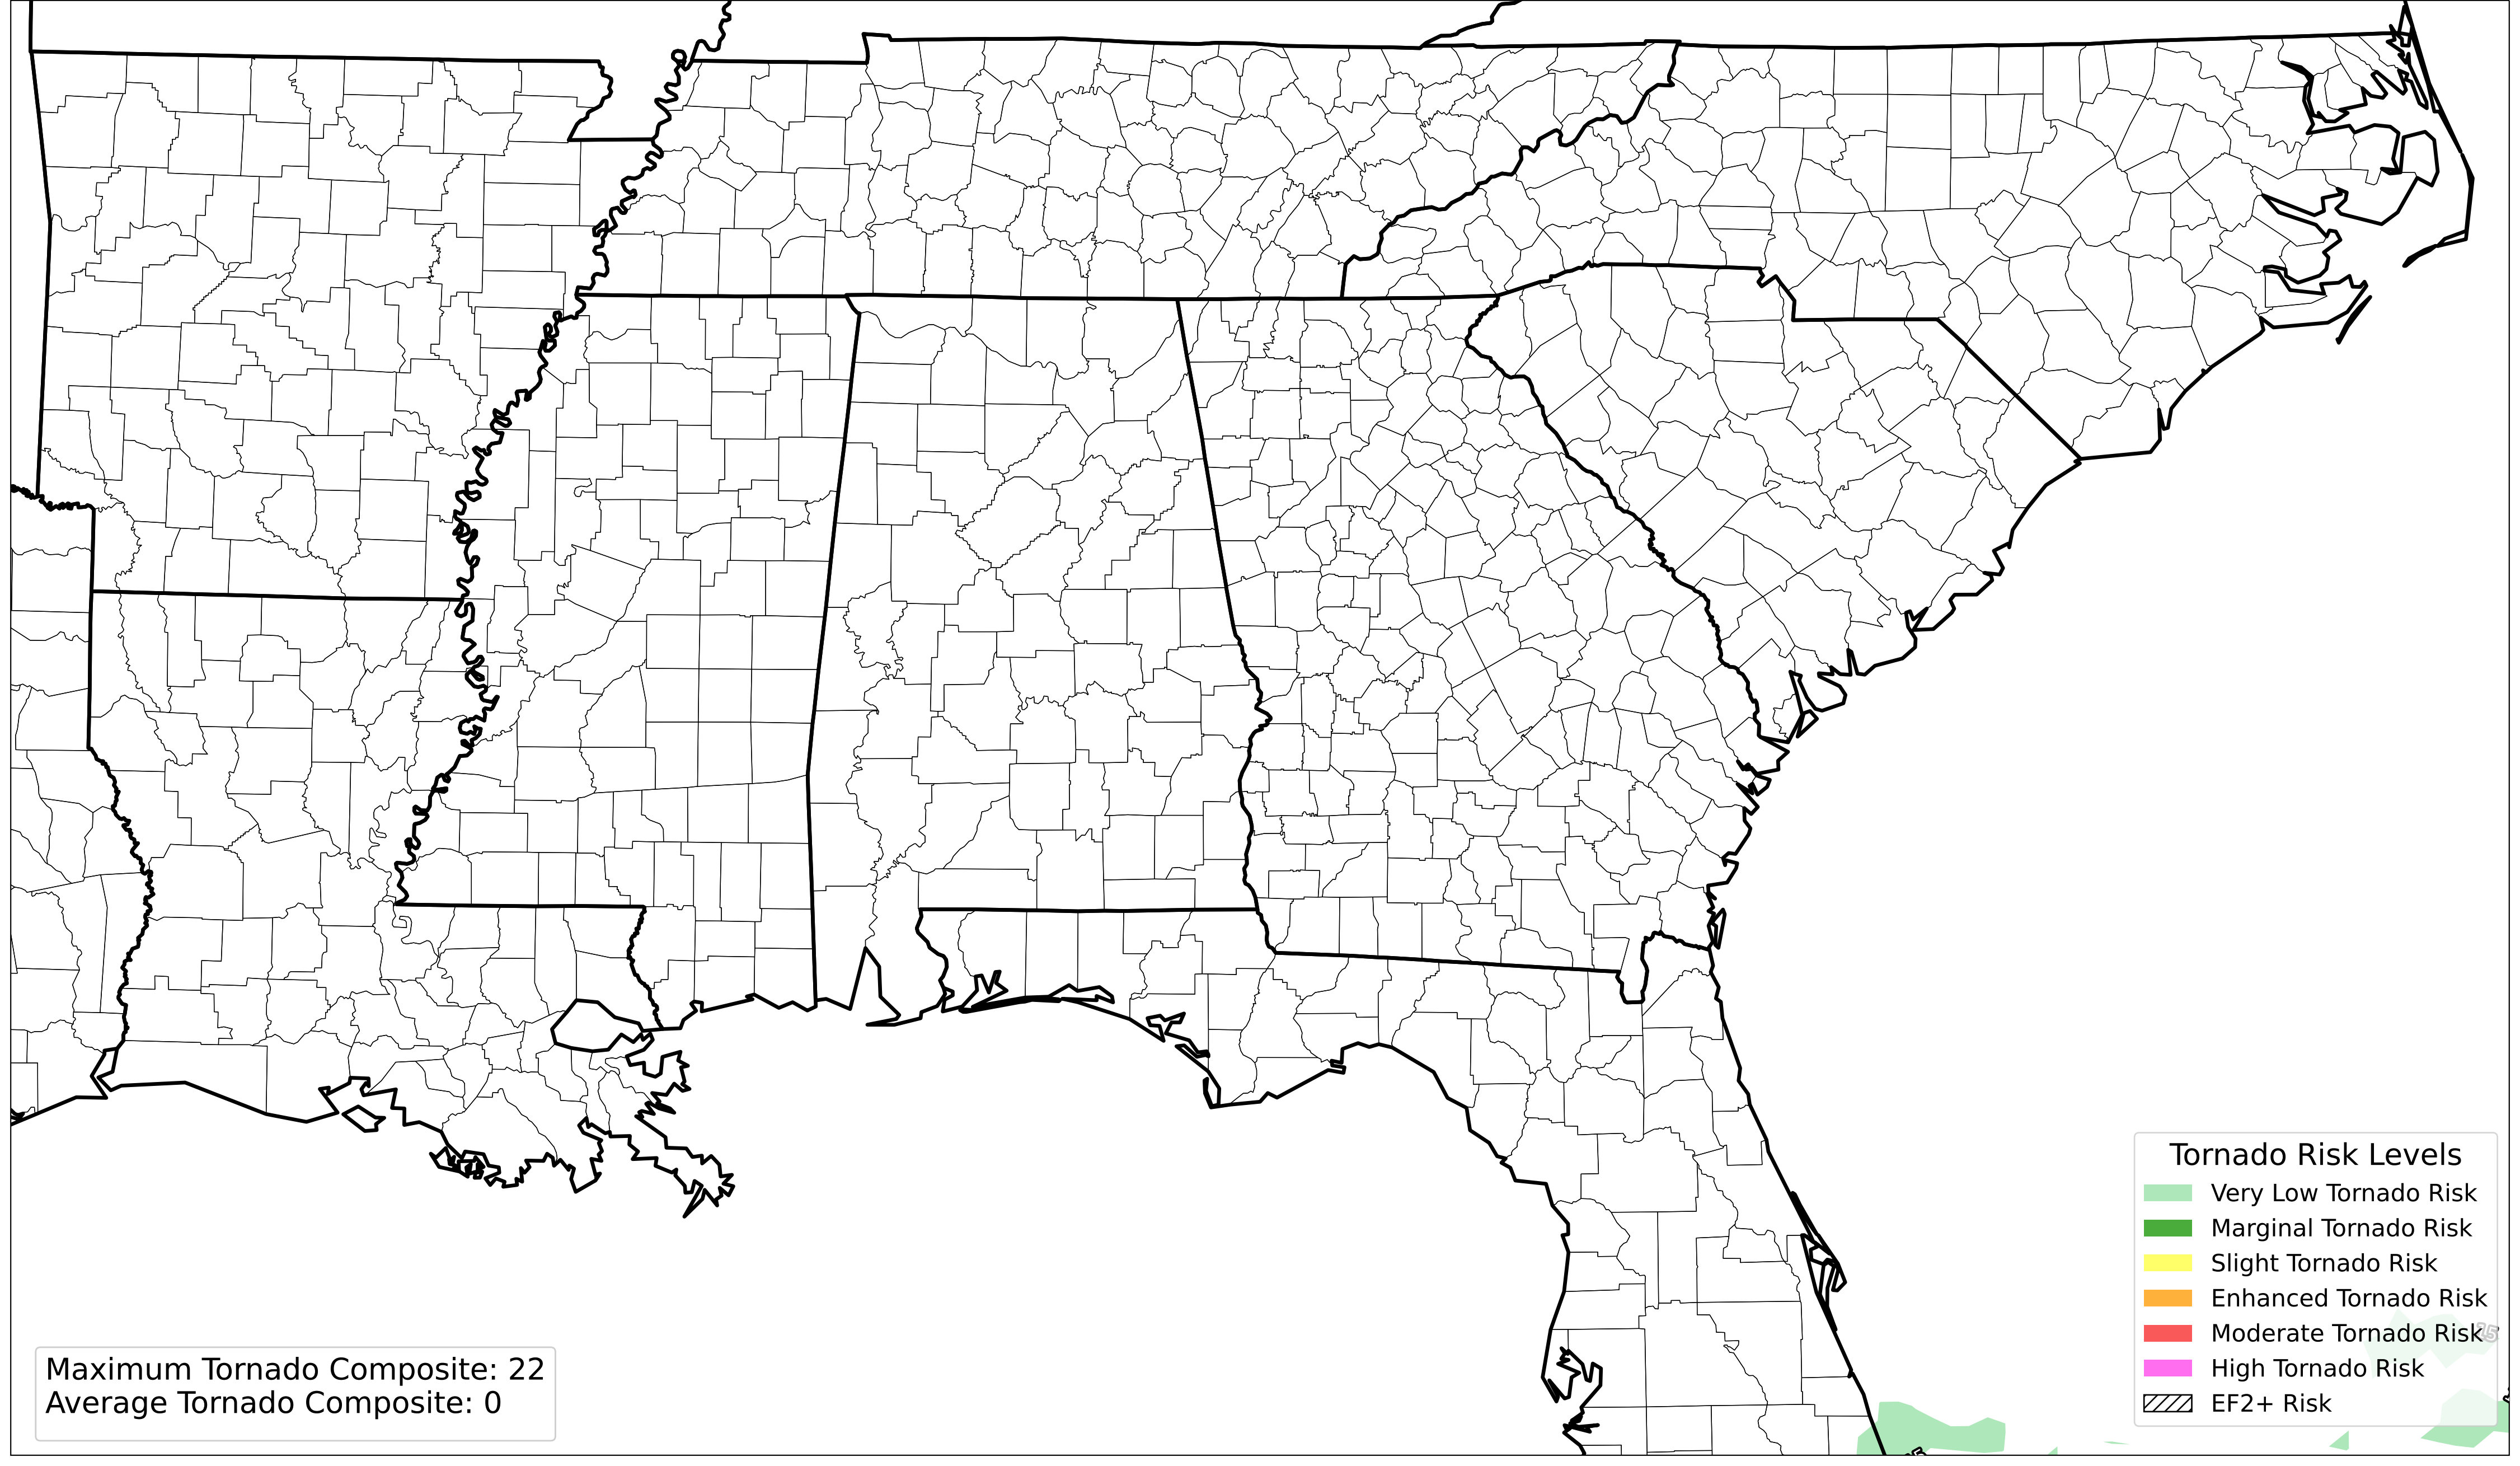 Tornado Risk Levels
Very Low Tornado Risk
Marginal Tornado Risk
Slight Tornado Risk
Enhanced Tornado Risk
Moderate Tornado Risk
High Tornado Risk
EF2+ Risk
Maximum Tornado Composite: 22
Average Tornado Composite: 0